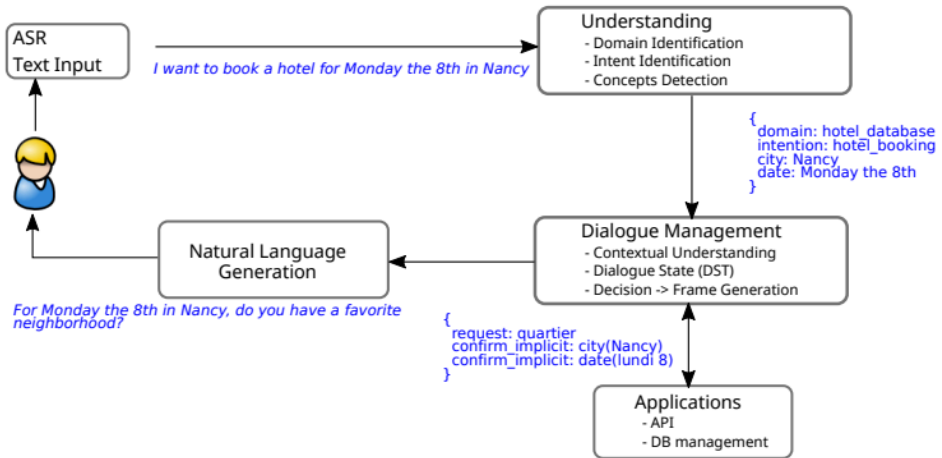 ASR
Text Input
I want to book a hotel for Monday the 8th in Nancy
Understanding
- Domain Identification
- Intent Identification
- Concepts Detection
{
domain: hotel_database
intention: hotel_booking
city: Nancy
date: Monday the 8th
}
Dialogue Management
- Contextual Understanding
- Dialogue State (DST)
- Decision -> Frame Generation
Natural Language
Generation
For Monday the 8th in Nancy, do you have a favorite
neighborhood?
{
request: quartier
confirm_implicit: city(Nancy)
confirm_implicit: date(lundi 8)
}
Applications
- API
- DB management